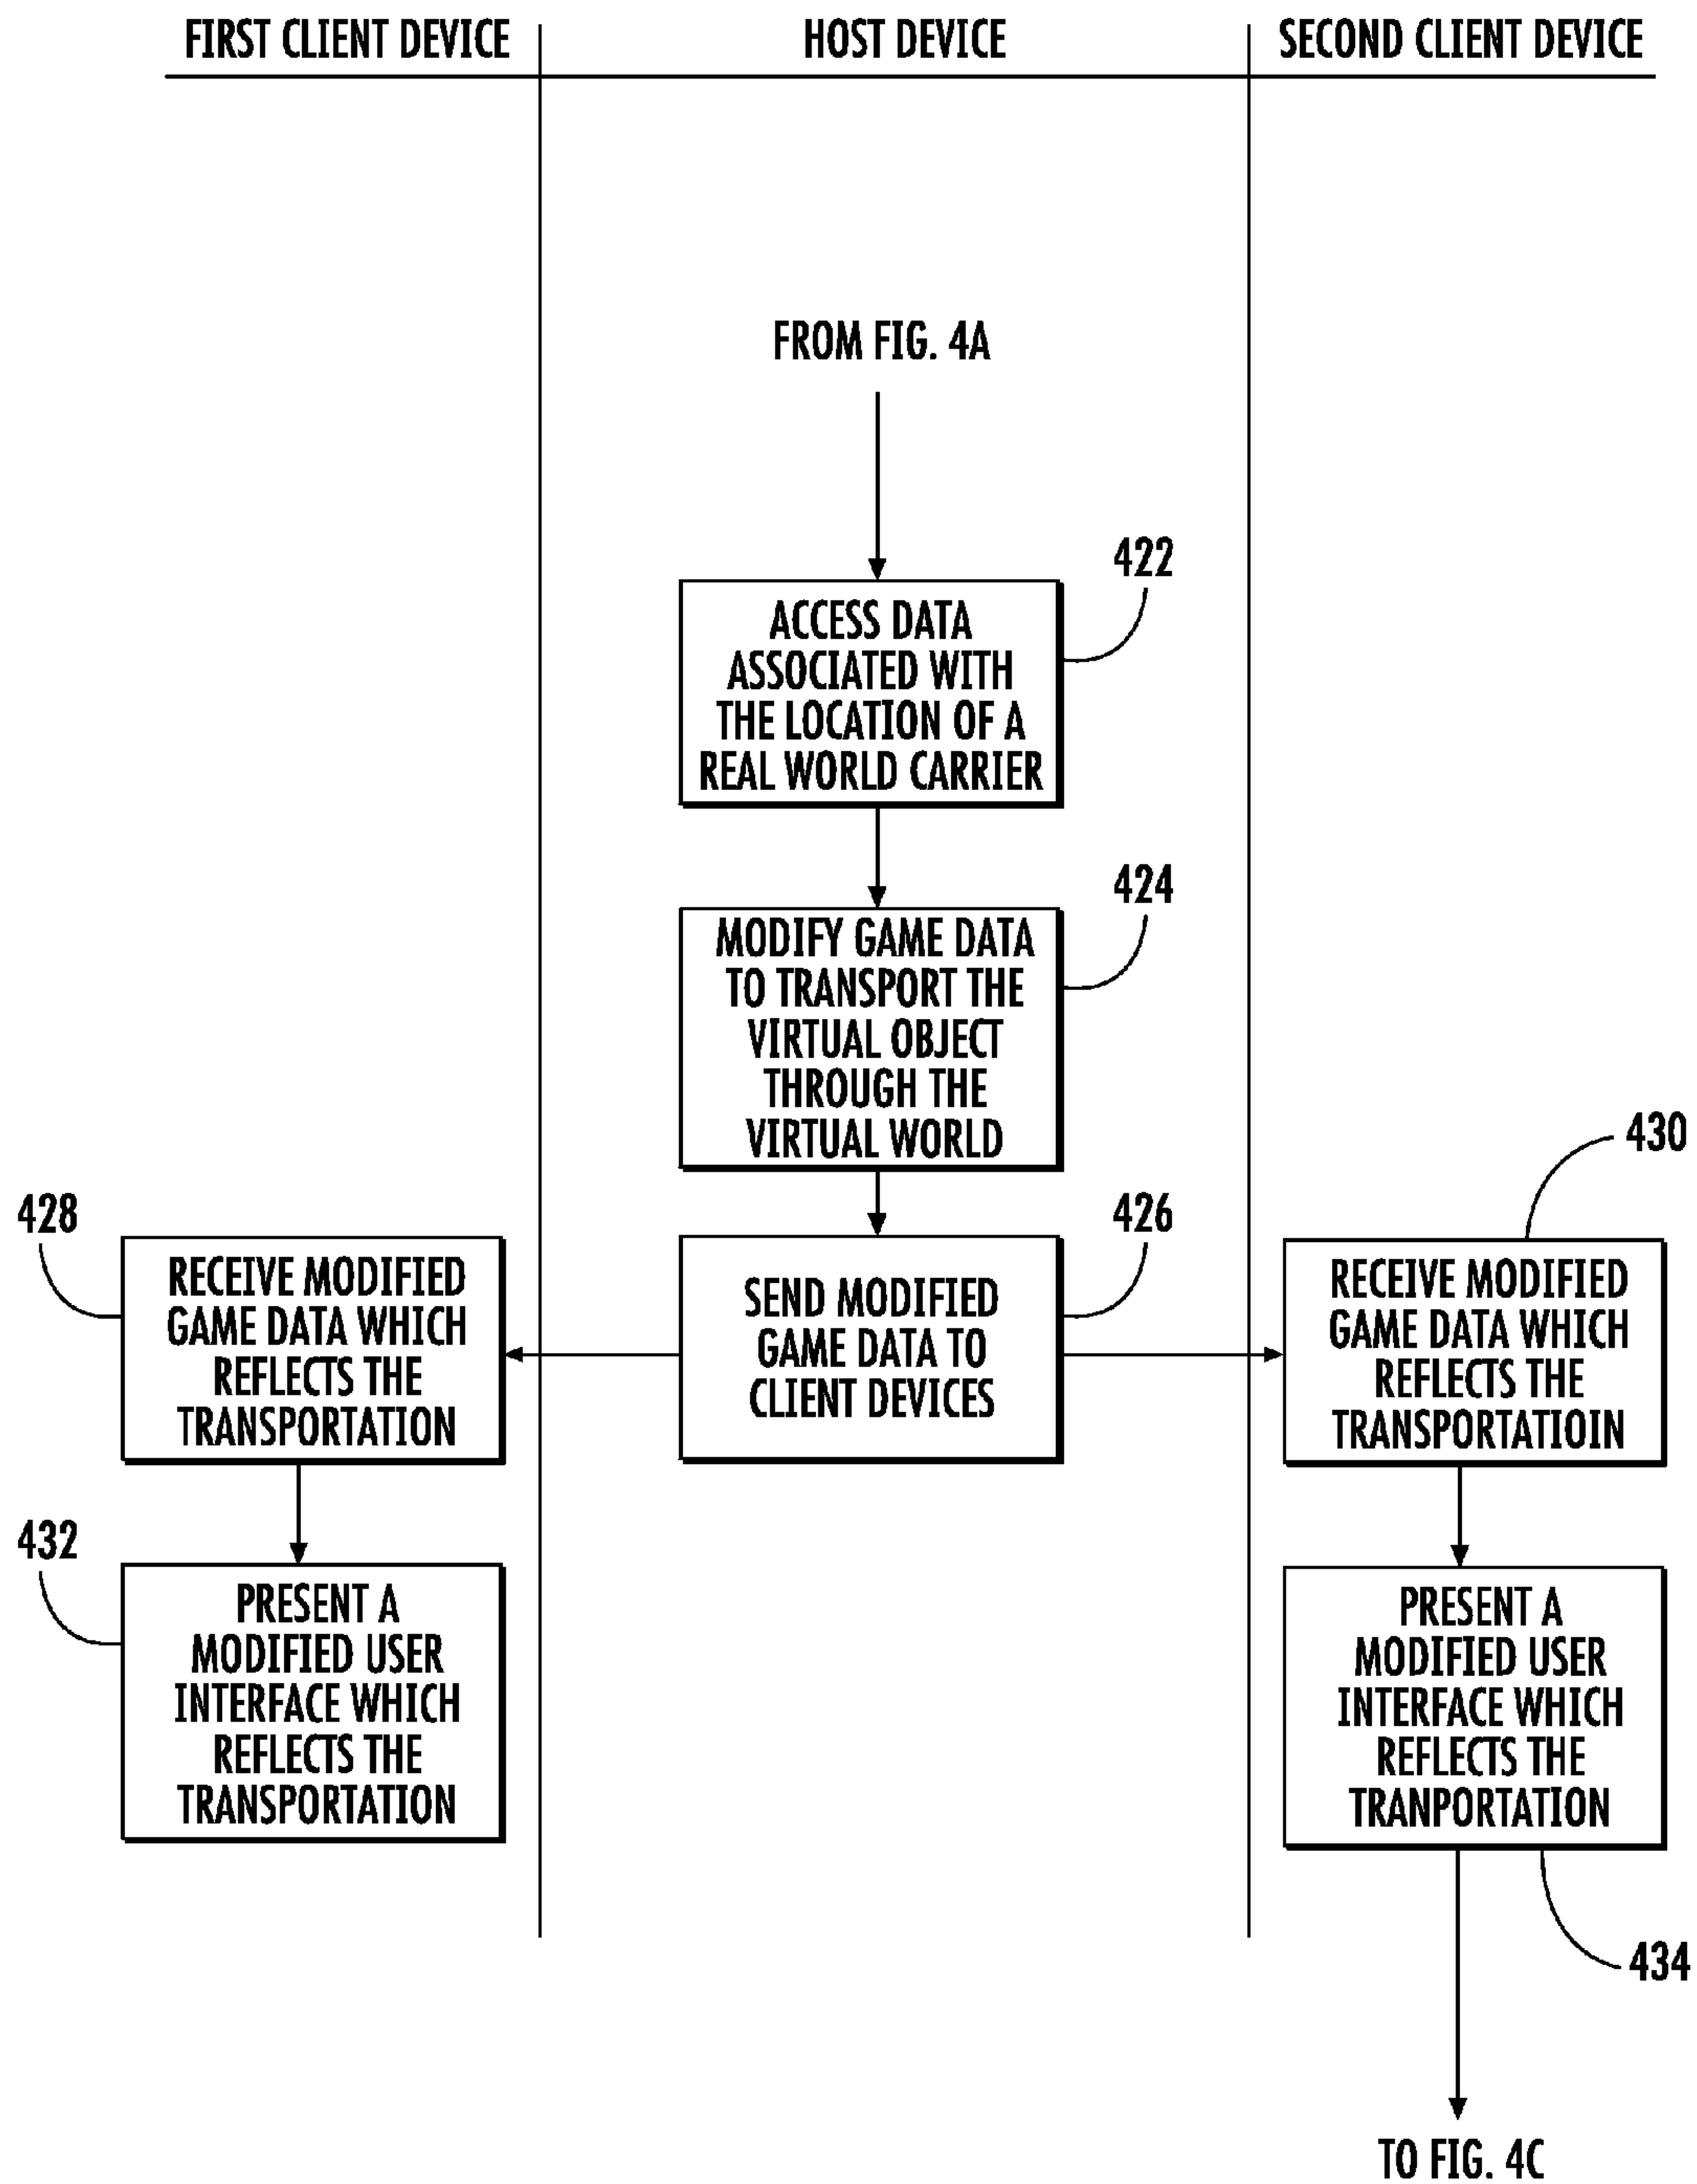 FIRST CLIENT DEVICE
HOST DEVICE
SECOND CLIENT DEVICE
FROM FIG. 4A
422
ACCESS DATA
ASSOCIATED WITH
THE LOCATION OF A
REAL WORLD CARRIER
424
MODIFY GAME DATA
TO TRANSPORT THE
VIRTUAL OBJECT
THROUGH THE
VIRTUAL WORLD
428
RECEIVE MODIFIED
GAME DATA WHICH
REFLECTS THE
TRANSPORTATION
426
SEND MODIFIED
GAME DATA TO
CLIENT DEVICES
430
RECEIVE MODIFIED
GAME DATA WHICH
REFLECTS THE
TRANSPORTATIOIN
432
PRESENT A
MODIFIED USER
INTERFACE WHICH
REFLECTS THE
TRANSPORTATION
PRESENT A
MODIFIED USER
INTERFACE WHICH
REFLECTS THE
TRANPORTATION
434
TO FIG. 4C